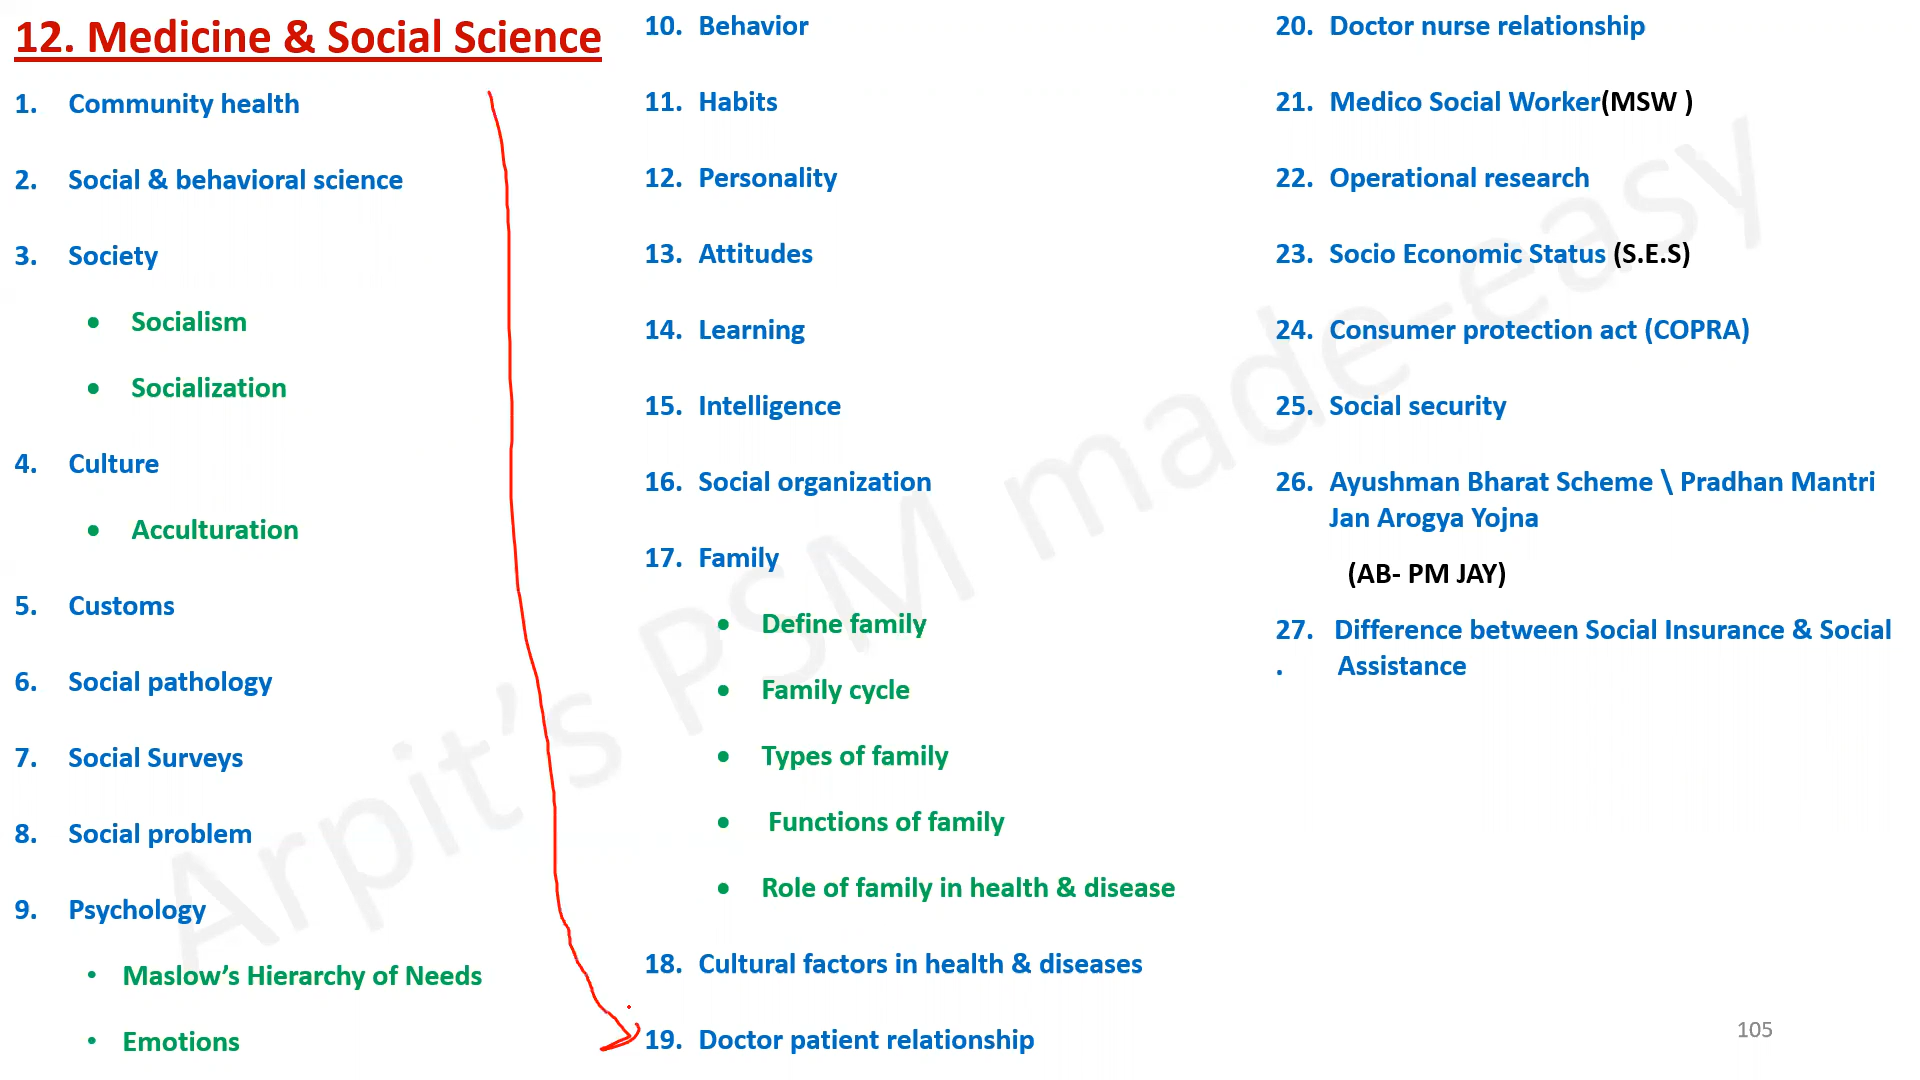 12. Medicine & Social Science
1. Community health
2. Social & behavioral science
3. Society
• Socialism
• Socialization
4. Culture
• Acculturation
5. Customs
6. Social pathology
7. Social Surveys
8. Social problem
9. Psychology
• Maslow's Hierarchy of Needs
• Emotions
10. Behavior
11. Habits
12. Personality
13. Attitudes
14. Learning
15. Intelligence
16. Social organization
17. Family
• Define family
• Family cycle
• Types of family
• Functions of family
• Role of family in health & disease
18. Cultural factors in health & diseases
19. Doctor patient relationship
20. Doctor nurse relationship
21. Medico Social Worker(MSW )
22. Operational research
23. Socio Economic Status (S.E.S)
24. Consumer protection act (COPRA)
25. Social security
26. Ayushman Bharat Scheme \ Pradhan Mantri
Jan Arogya Yojna
(AB- PM JAY)
27. Difference between Social Insurance & Social
. Assistance
105
Arpit's PSM made-easy